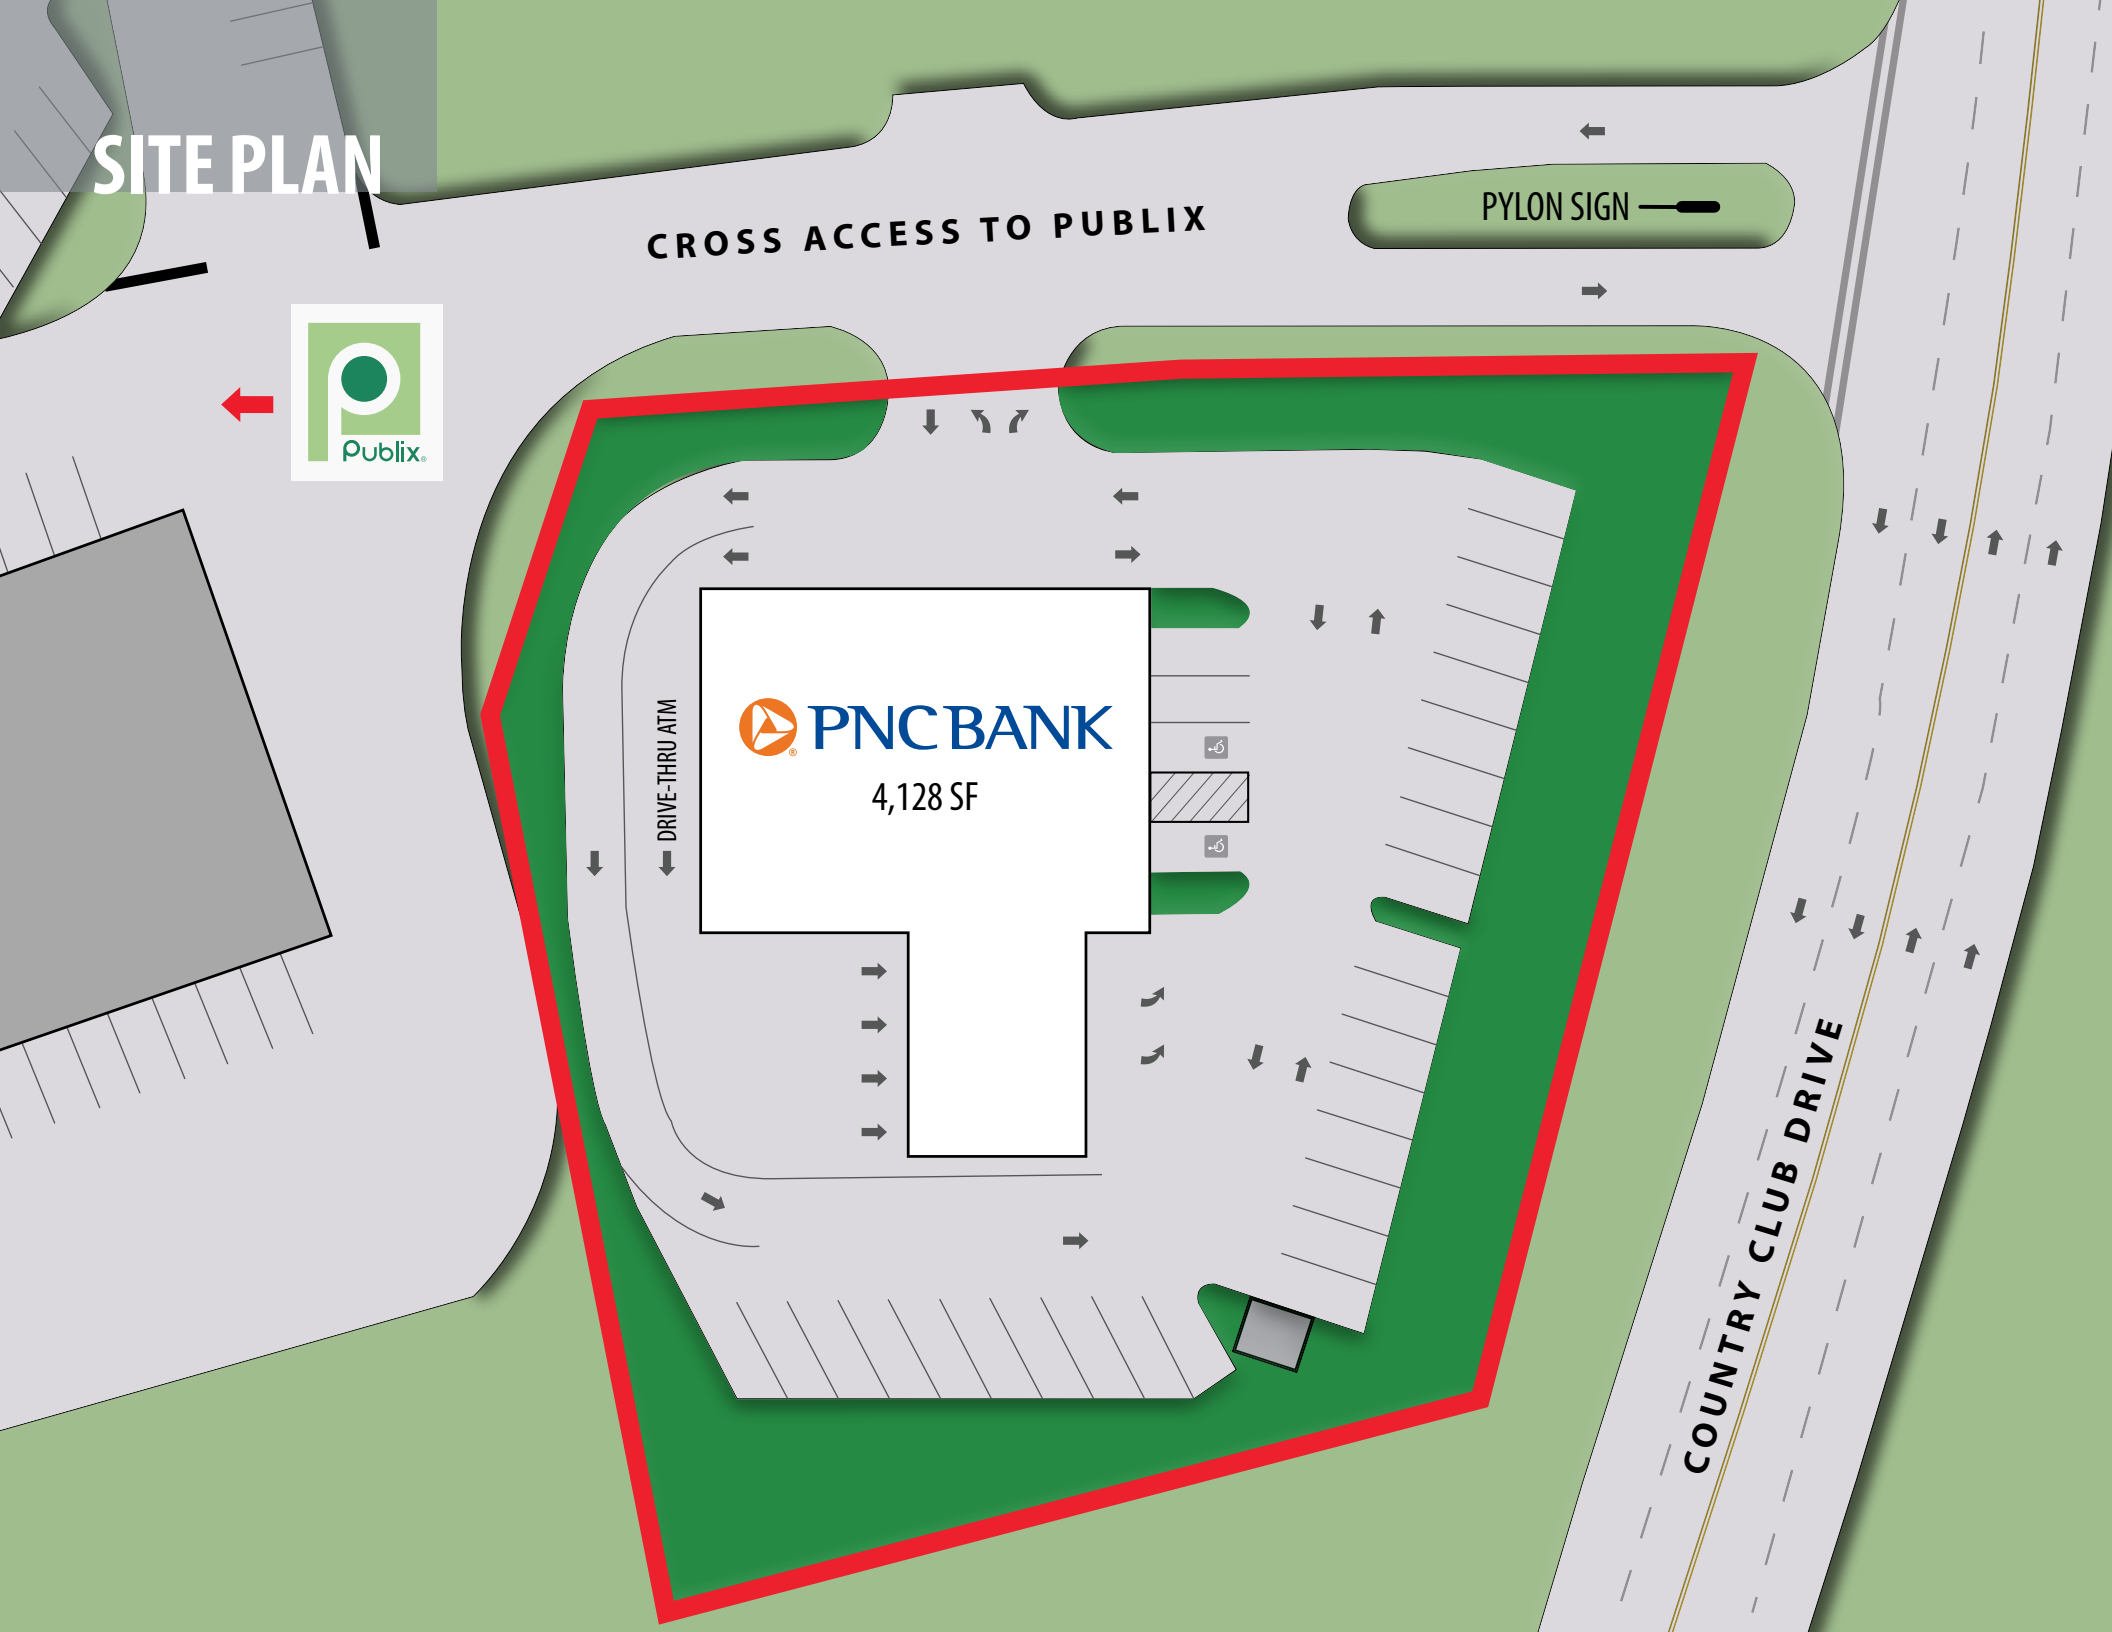 SITE PLAN
PYLON SIGN
CROSS ACCESS TO PUBLIX
Publix®
PNC BANK
4,128 SF
DRIVE-THRU ATM
COUNTRY CLUB DRIVE